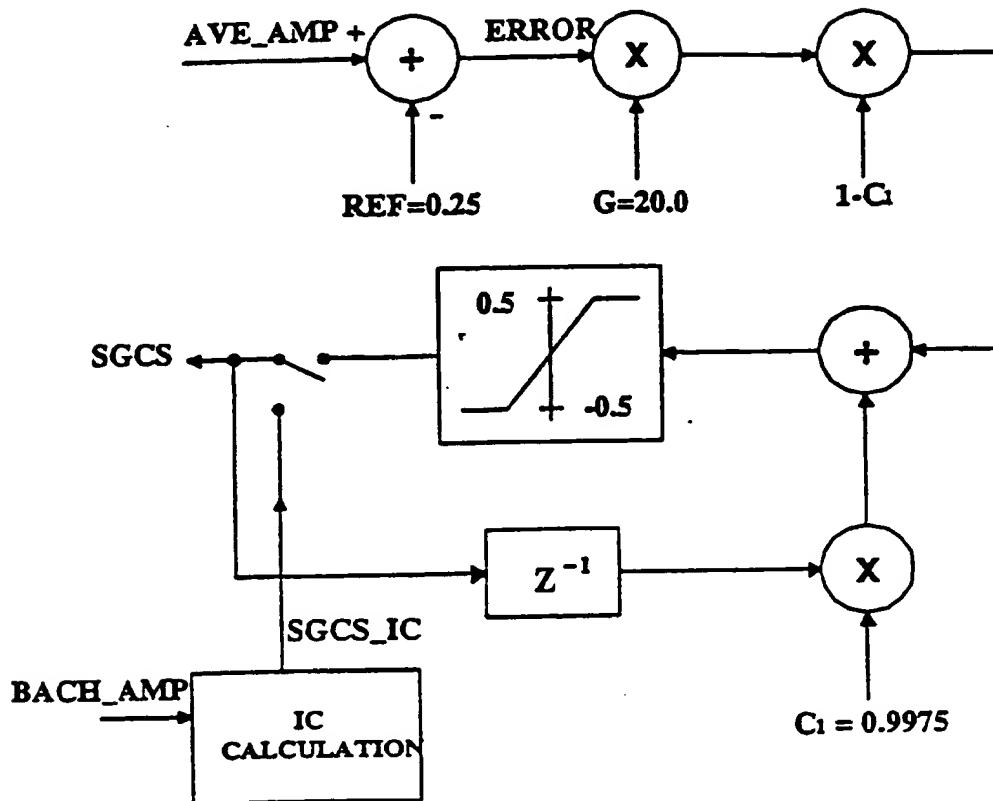 AVE_AMP +
ERROR
+
X
X
-
REF=0.25
G=20.0
1-C1
0.5
-0.5
SGCS
+
Z -1
X
SGCS_IC
BACH_AMP
IC
CALCULATION
C1 = 0.9975